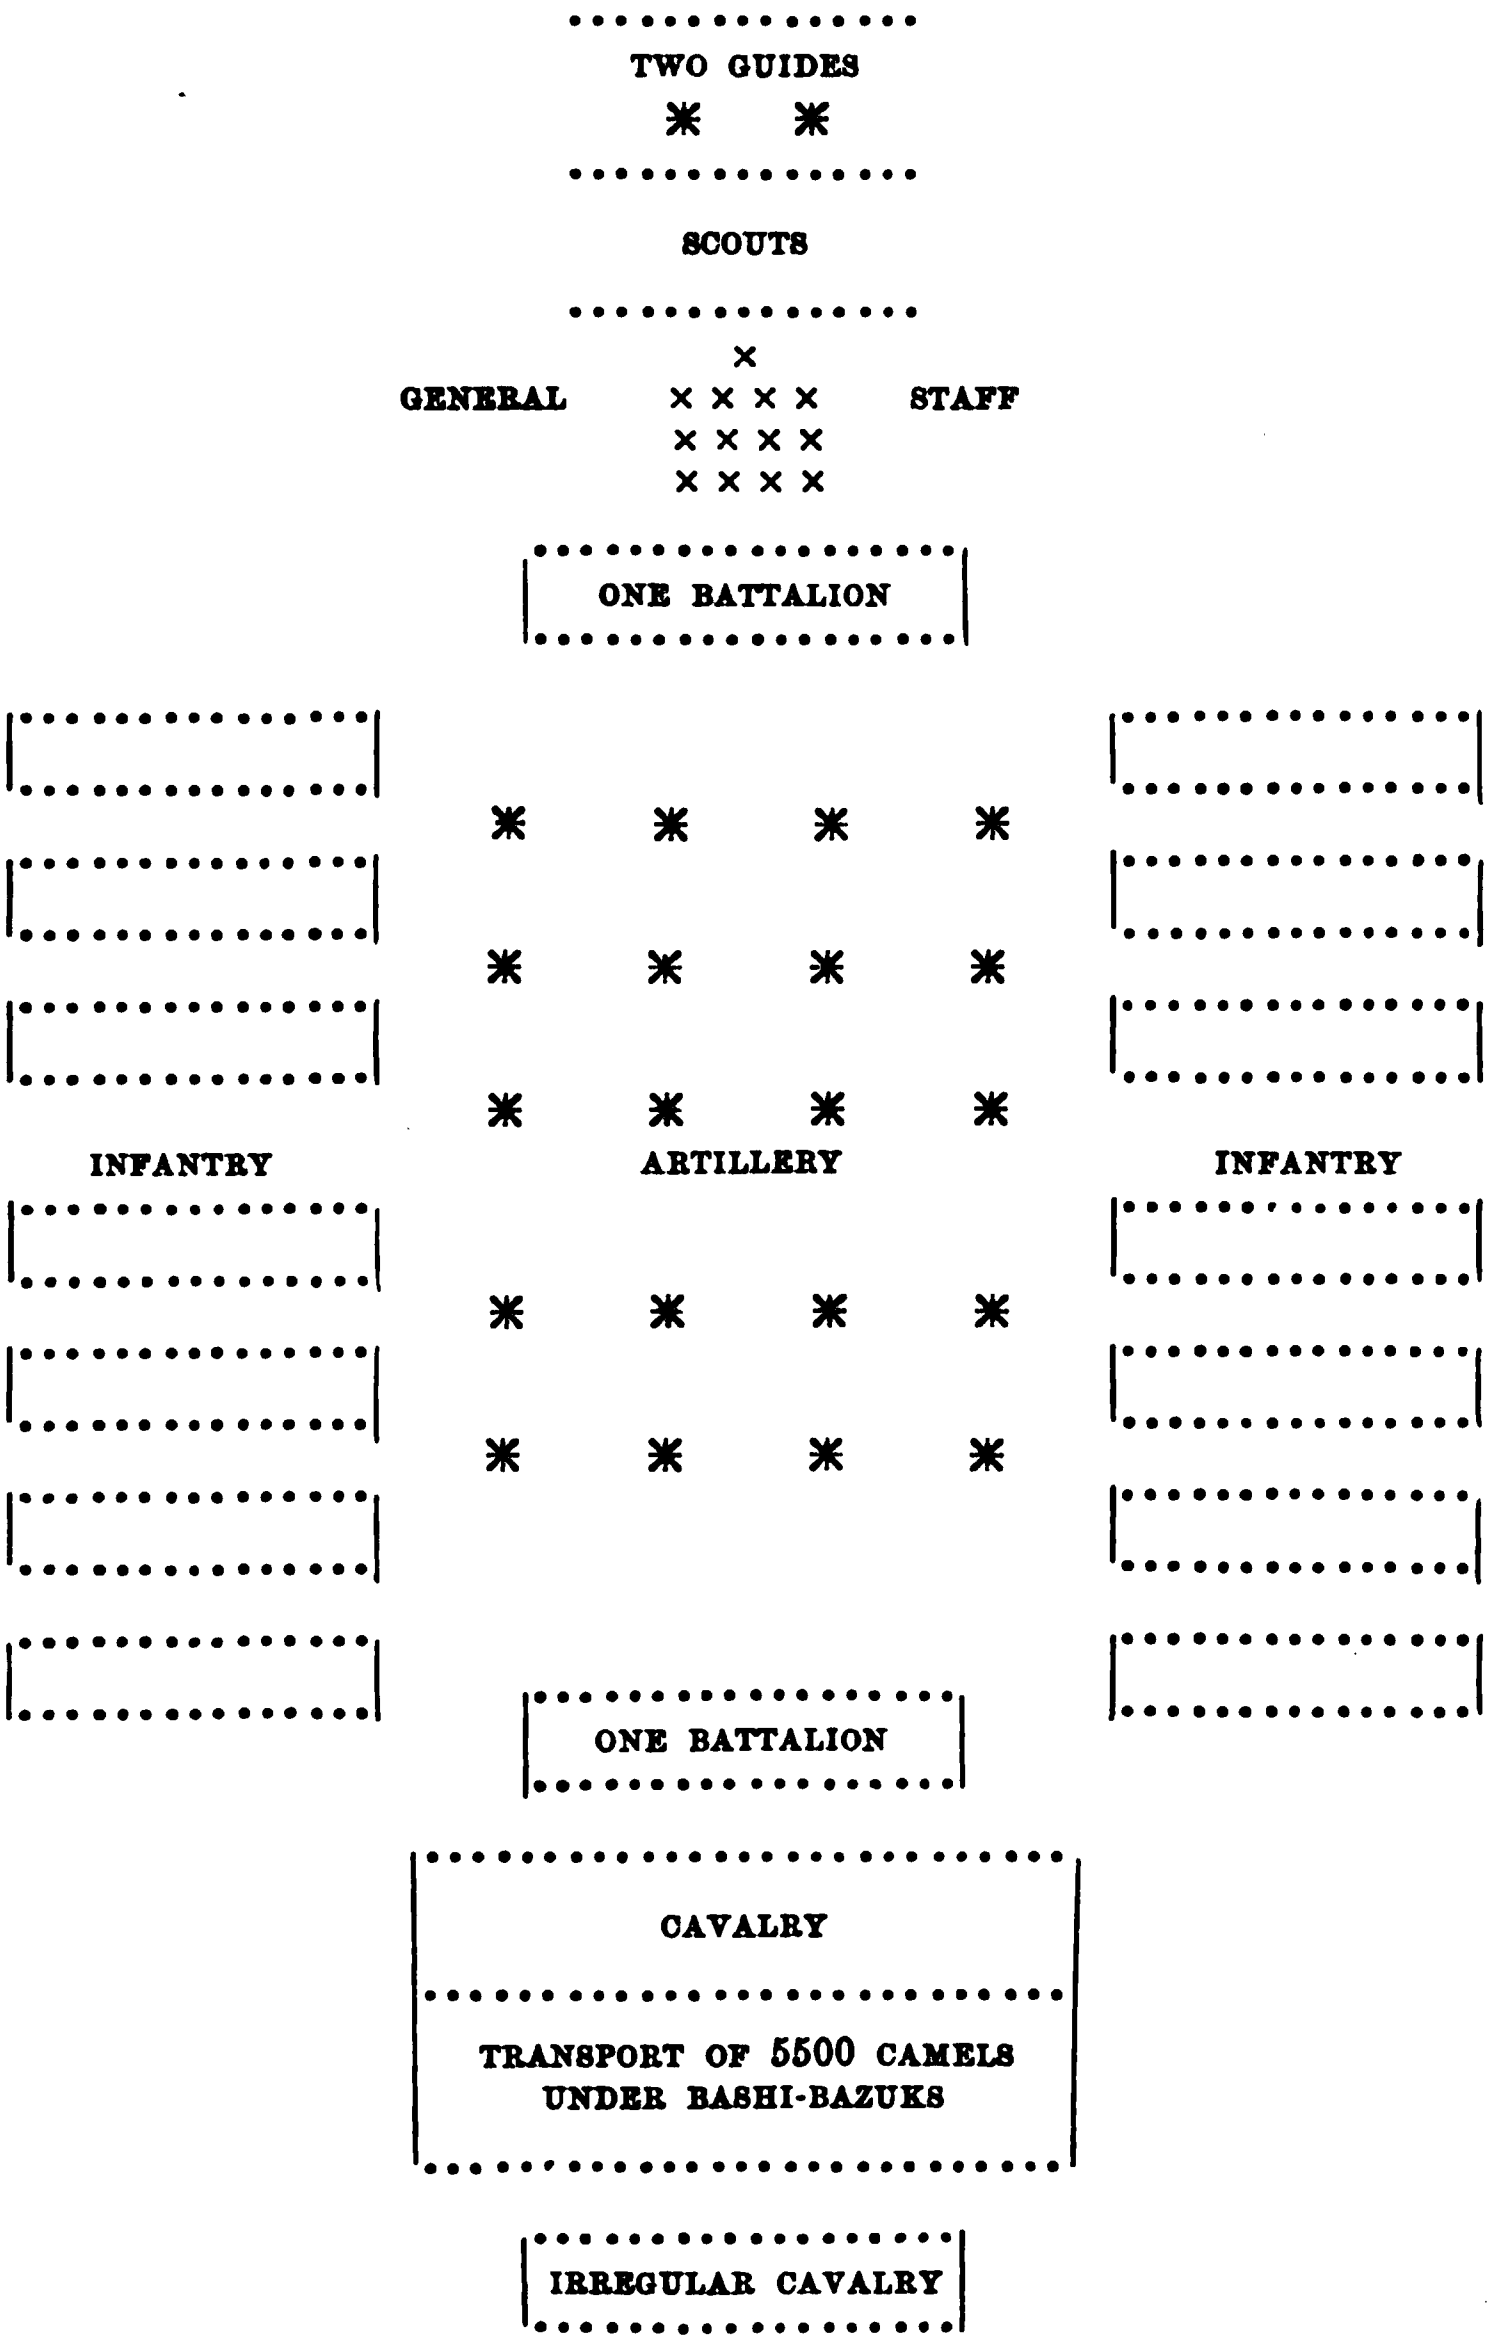 TWO GUIDES
SCOUTS
GENERAL STAFF
ONE BATTALION
INFANTRY ARTILLERY INFANTRY
ONE BATTALION
CAVALRY
TRANSPORT OF 5500 CAMELS
UNDER BASHI-BAZUKS
IRREGULAR CAVALRY